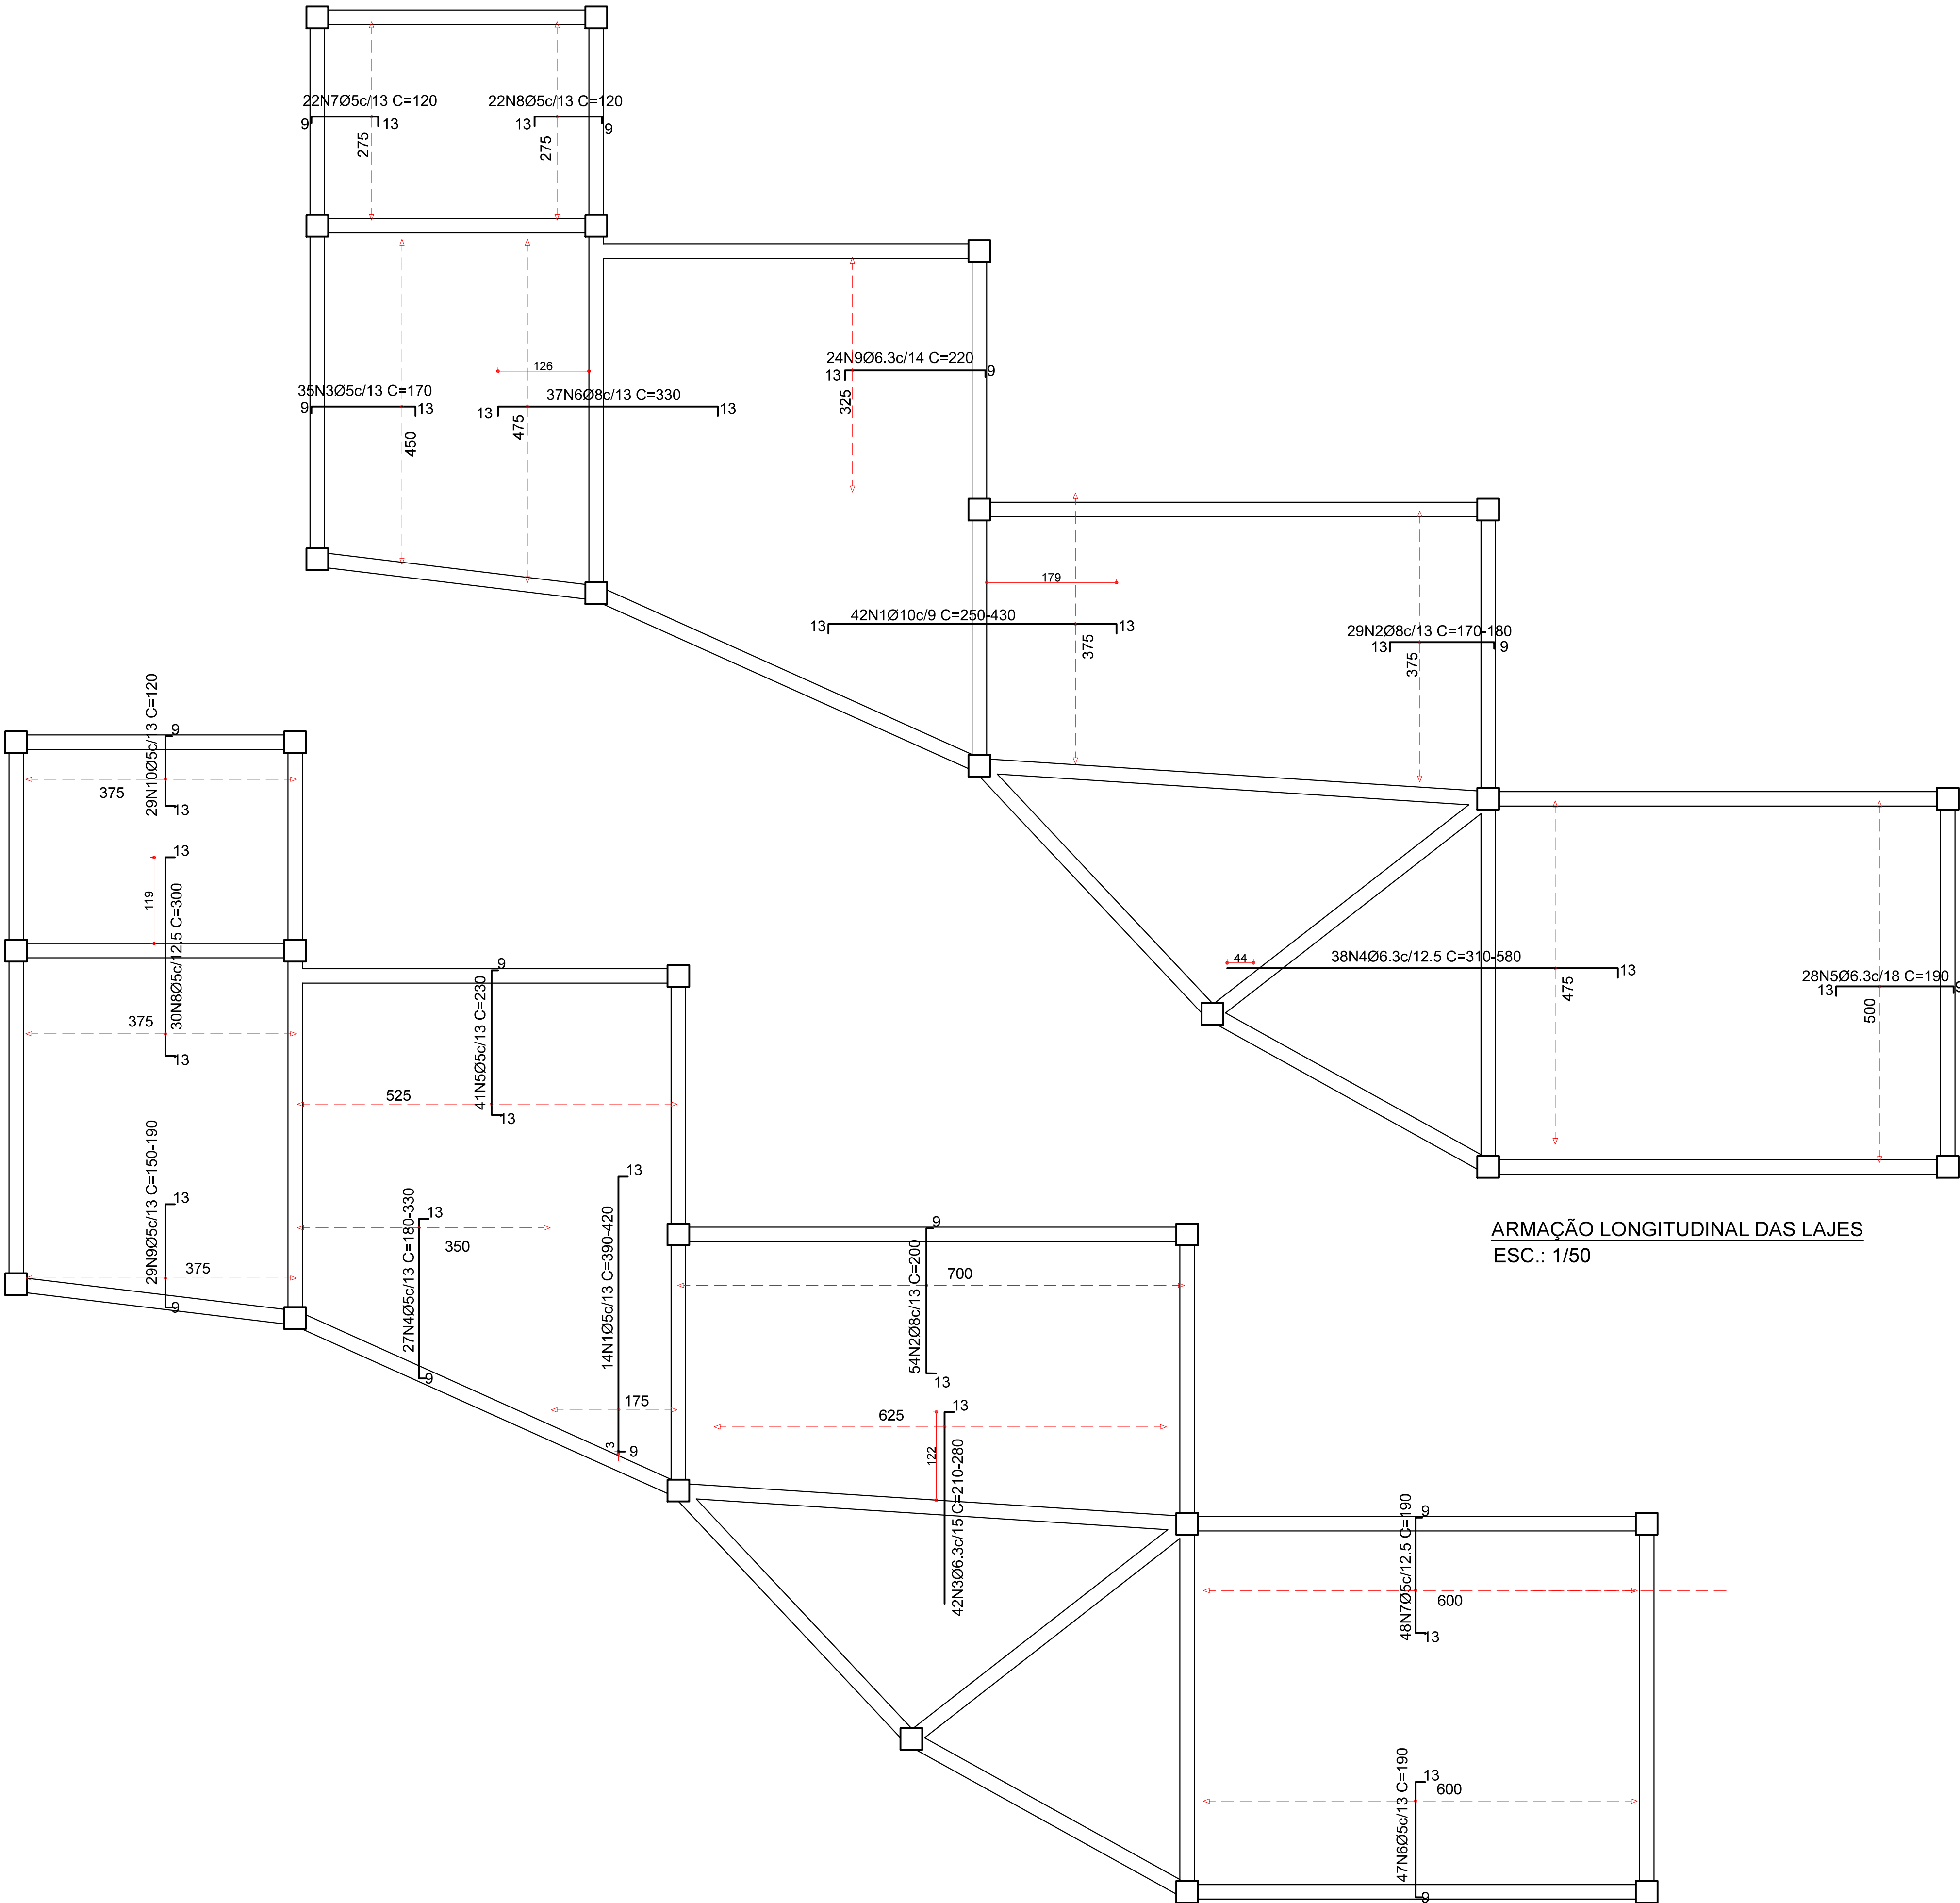 22N7Ø5c/13 C=120
9
13
275
22N8Ø5c/13 C=120
13
9
275
35N3Ø5c/13 C=170
9
13
450
126
37N6Ø8c/13 C=330
13
13
475
24N9Ø6.3c/14 C=220
13
9
325
179
42N1Ø10c/9 C=250-430
13
13
375
29N2Ø8c/13 C=170-180
13
9
375
44
38N4Ø6.3c/12.5 C=310-580
13
475
28N5Ø6.3c/18 C=190
13
9
500
ARMAÇÃO LONGITUDINAL DAS LAJES
ESC.: 1/50
29N10Ø5c/13 C=120
9
13
375
119
30N8Ø5c/12.5 C=300
13
13
375
29N9Ø5c/13 C=150-190
13
9
375
41N5Ø5c/13 C=230
9
13
525
27N4Ø5c/13 C=180-330
13
9
350
14N1Ø5c/13 C=390-420
13
175
3
9
54N2Ø8c/13 C=200
9
13
700
625
122
13
42N3Ø6.3c/15 C=210-280
48N7Ø5c/12.5 C=190
9
13
600
47N6Ø5c/13 C=190
13
9
600